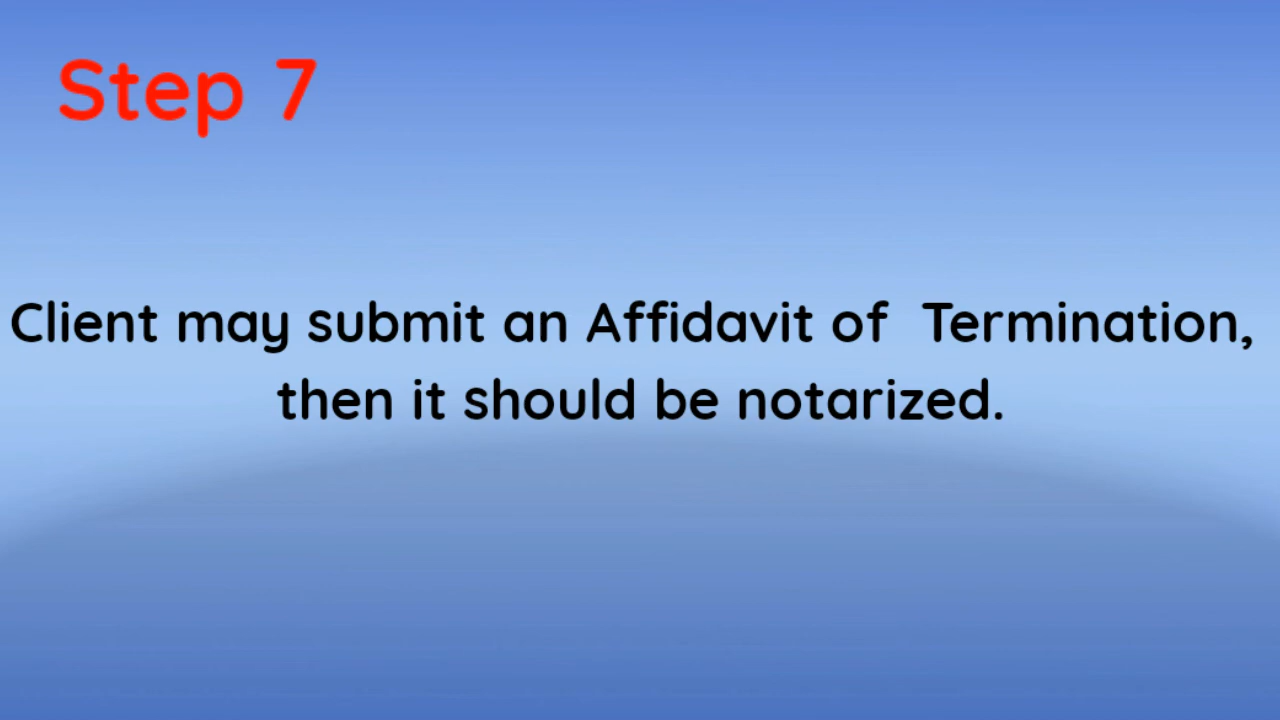 Step 7
Client may submit an Affidavit of Termination,
then it should be notarized.